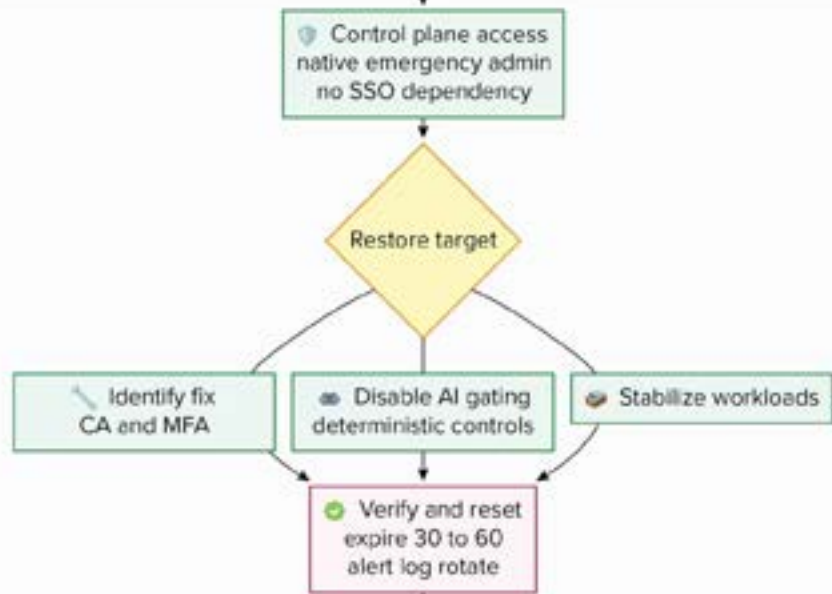 Control plane access
native emergency admin
no SSO dependency
Restore target
Identify fix
CA and MFA
Disable AI gating
deterministic controls
Stabilize workloads
Verify and reset
expire 30 to 60
alert log rotate